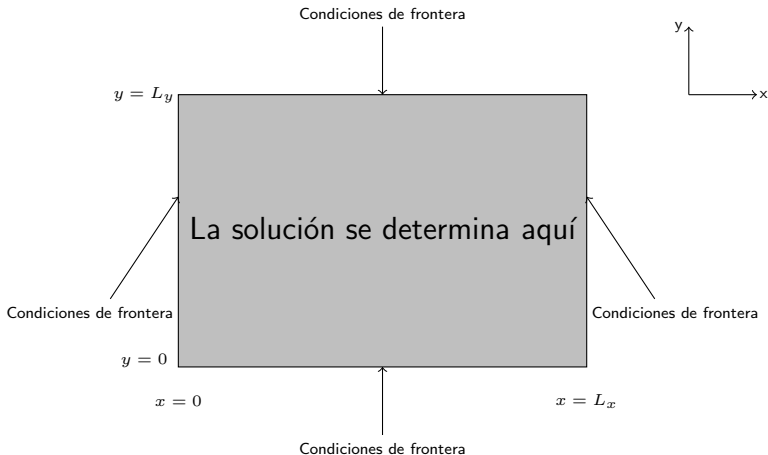 Condiciones de frontera
y
x
y = L_y
La solución se determina aquí
Condiciones de frontera
Condiciones de frontera
y = 0
x = 0
x = L_x
Condiciones de frontera